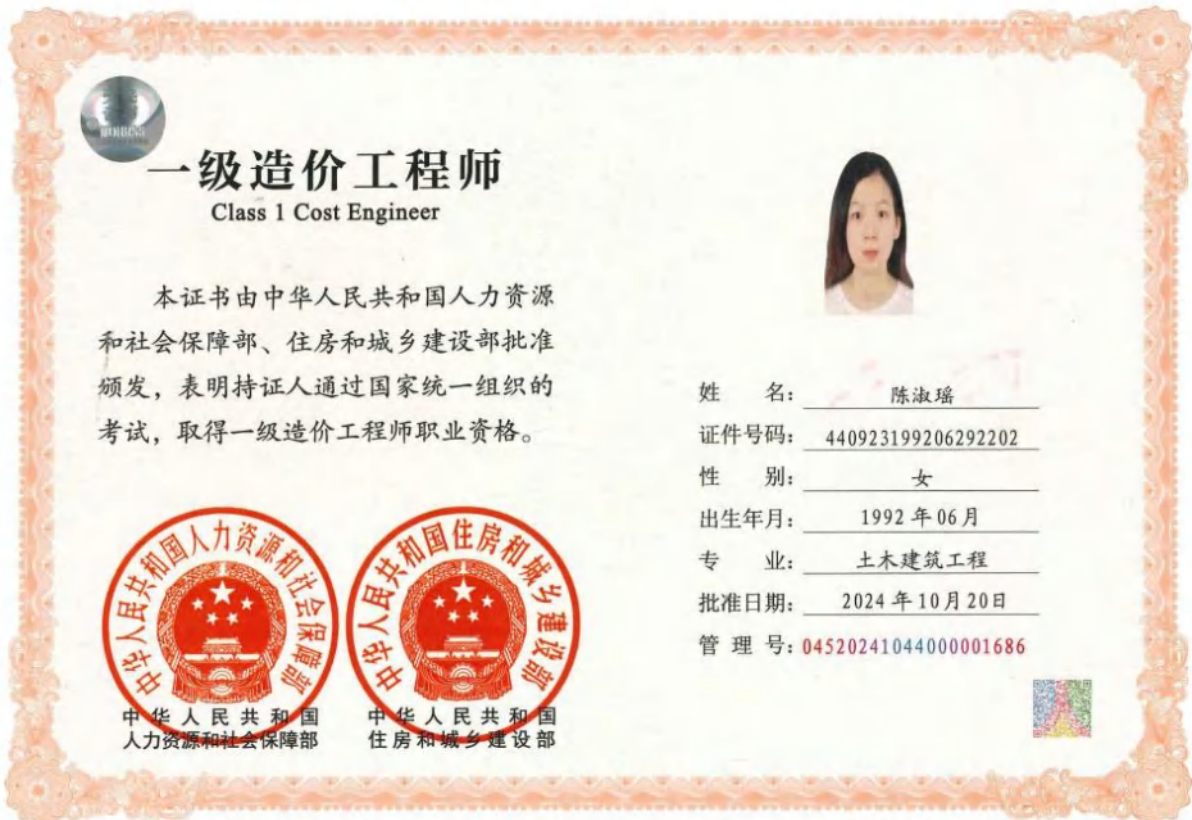 一级造价工程师
Class 1 Cost Engineer
本证书由中华人民共和国人力资源
和社会保障部、住房和城乡建设部批准
颁发，表明持证人通过国家统一组织的
考试，取得一级造价工程师职业资格。
中华人民共和国人力资源和社会保障部
中华人民共和国
人力资源和社会保障部
中华人民共和国住房和城乡建设部
中华人民共和国
住房和城乡建设部
姓 名： 陈淑瑶
证件号码： 440923199206292202
性 别： 女
出生年月： 1992 年 06 月
专 业： 土木建筑工程
批准日期： 2024 年 10 月 20 日
管 理 号： 04520241044000001686